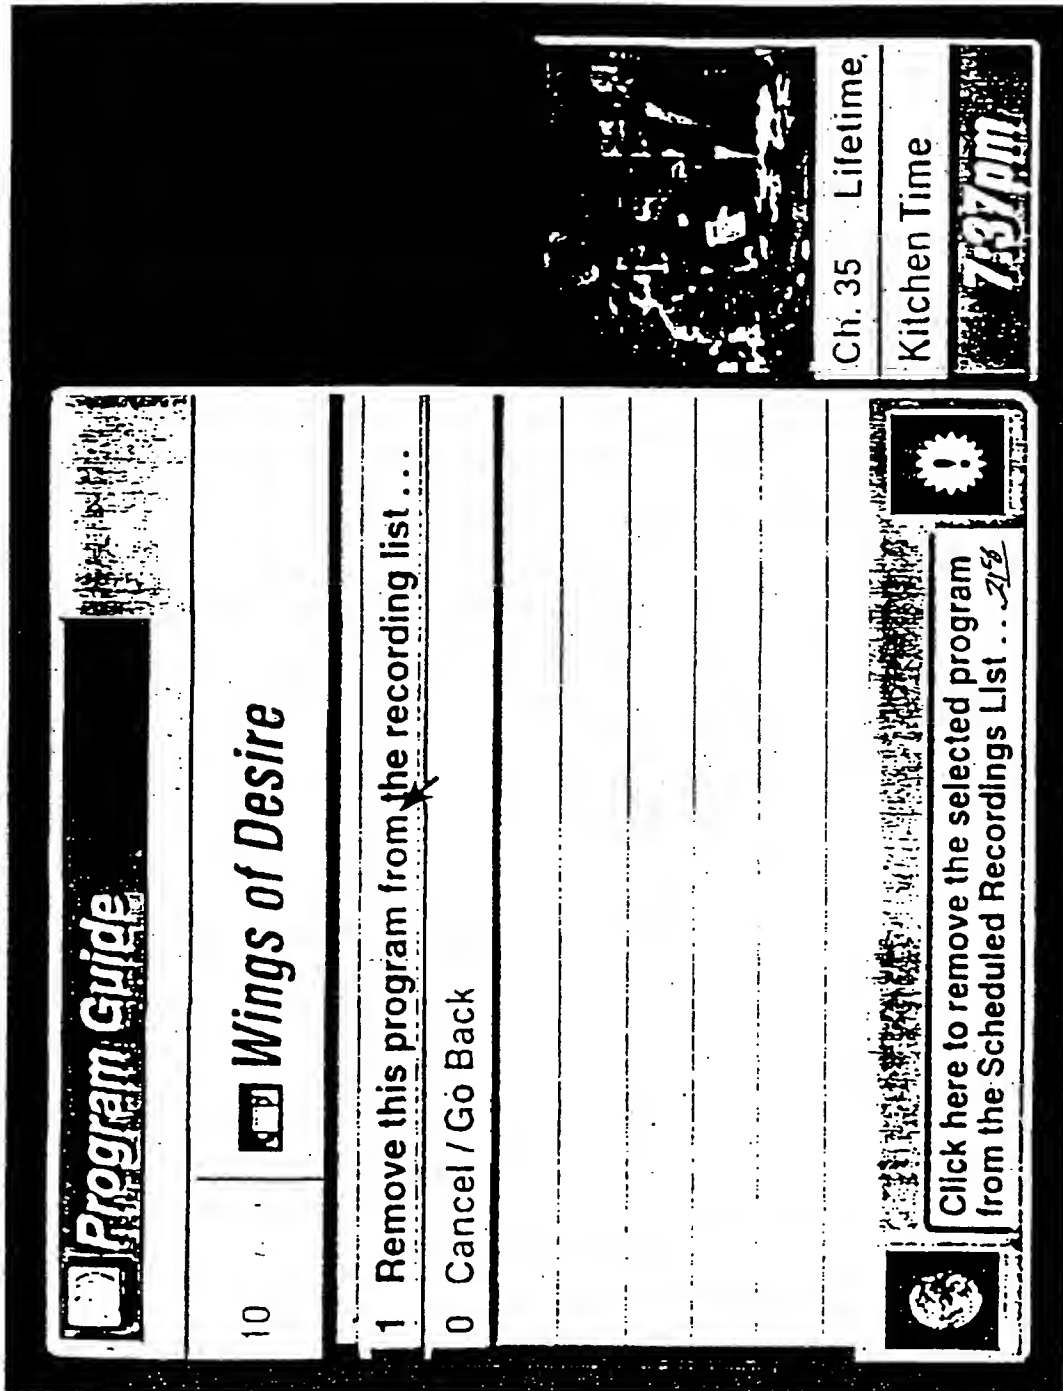 Program Guide
10
Wings of Desire
1 Remove this program from the recording list . . .
0 Cancel / Go Back
Click here to remove the selected program
from the Scheduled Recordings LIst . . .
!
Ch. 35 Lifetime
Kitchen Time
7:37pm